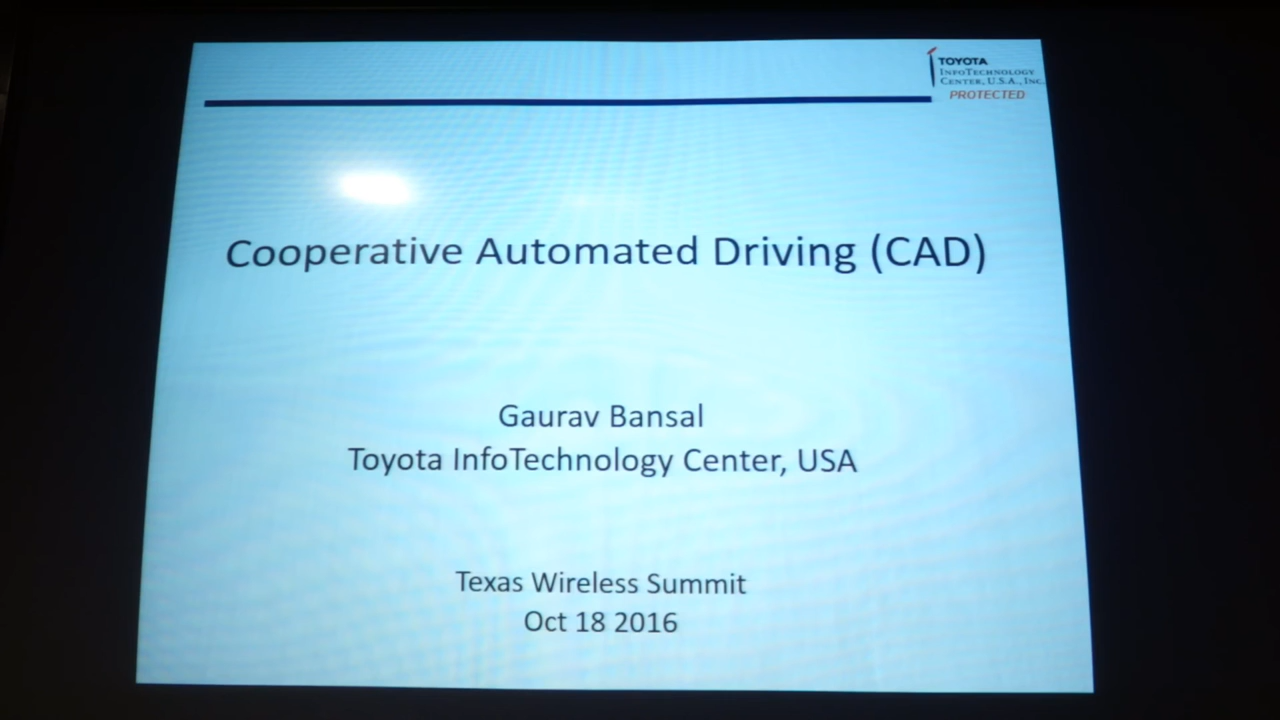 TOYOTA
INFOTECHNOLOGY
CENTER, U.S.A., INC.
PROTECTED
Cooperative Automated Driving (CAD)
Gaurav Bansal
Toyota InfoTechnology Center, USA
Texas Wireless Summit
Oct 18 2016